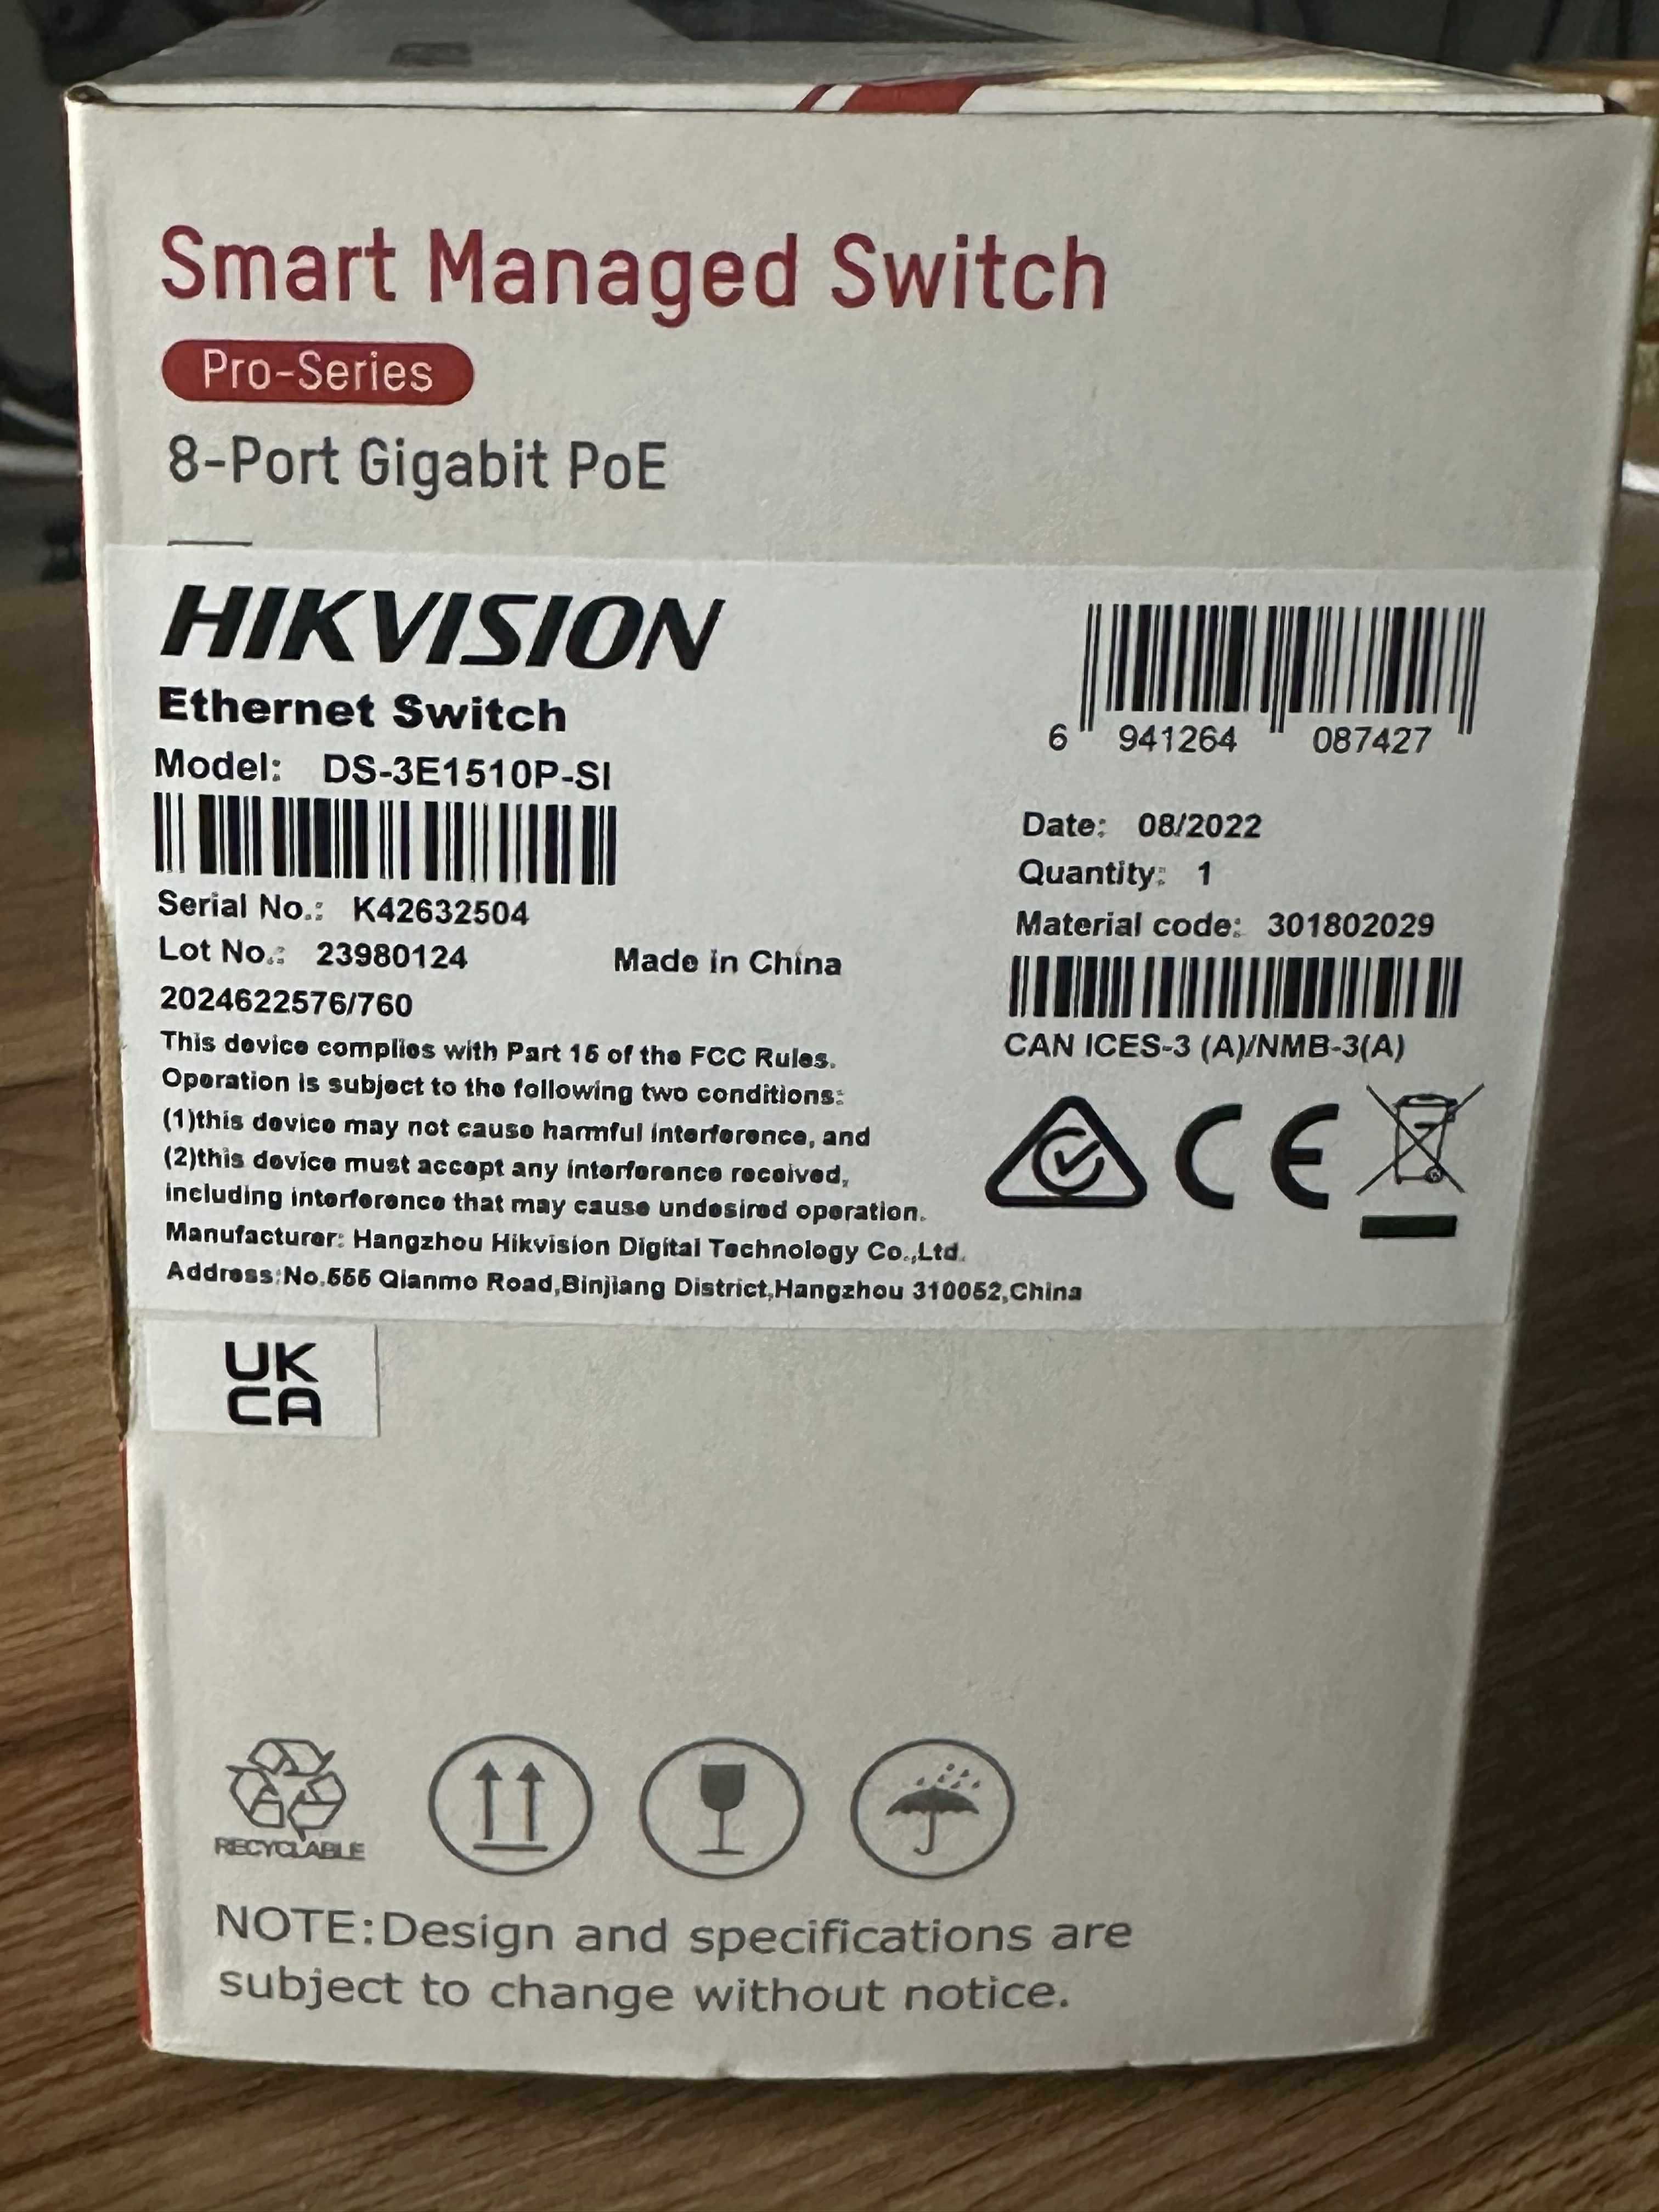 Smart Managed Switch
Pro-Series
8-Port Gigabit PoE
HIKVISION
Ethernet Switch
Model: DS-3E1510P-SI
Serial No.: K42632504
Lot No.: 23980124
Made in China
2024622576/760
This device complies with Part 15 of the FCC Rules.
Operation is subject to the following two conditions:
(1)this device may not cause harmful interference, and
(2)this device must accept any interference received,
including interference that may cause undesired operation.
Manufacturer: Hangzhou Hikvision Digital Technology Co.,Ltd.
Address:No.555 Qianmo Road,Binjiang District,Hangzhou 310052,China
6 941264 087427
Date: 08/2022
Quantity: 1
Material code: 301802029
CAN ICES-3 (A)/NMB-3(A)
CE
UK
CA
RECYCLABLE
NOTE:Design and specifications are
subject to change without notice.